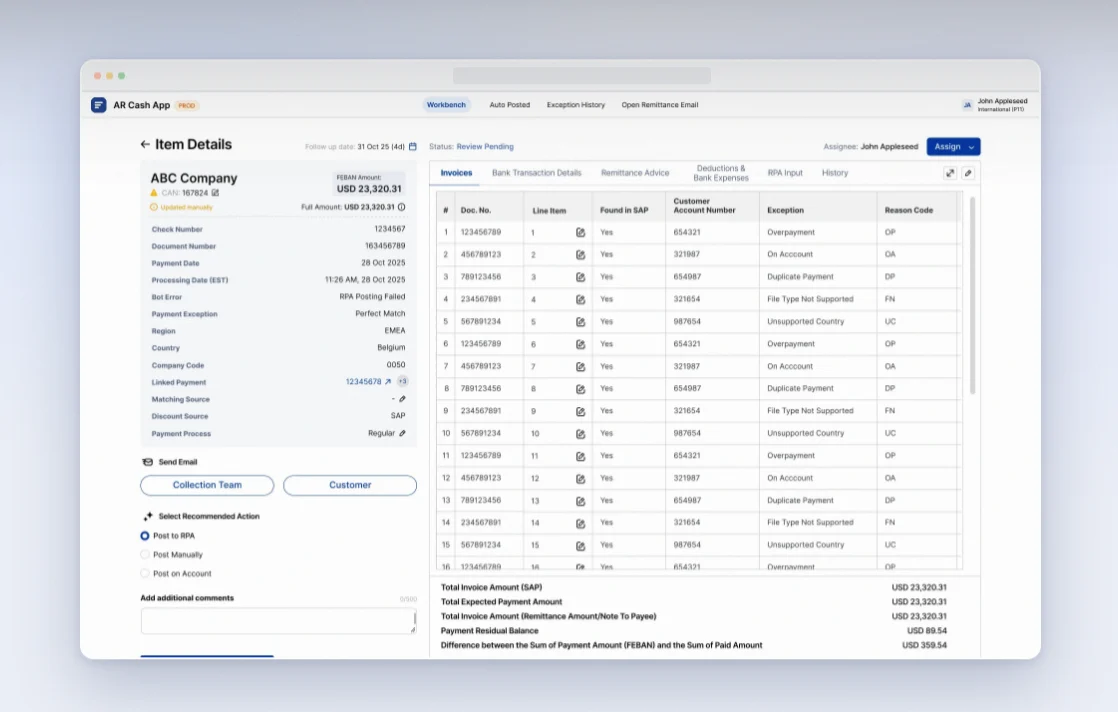 AR Cash App PROD
Workbench Auto Posted Exception History Open Remittance Email
JA John Appleseed
International (P11)
← Item Details
Follow up date: 31 Oct 25 (4d)
Status: Review Pending
Assignee: John Appleseed
Assign
ABC Company
CAN: 167824
Updated manually
FEBAN Amount:
USD 23,320.31
Full Amount: USD 23,320.31
Check Number 1234567
Document Number 163456789
Payment Date 28 Oct 2025
Processing Date (EST) 11:26 AM, 28 Oct 2025
Bot Error RPA Posting Failed
Payment Exception Perfect Match
Region EMEA
Country Belgium
Company Code 0050
Linked Payment 12345678 ↗ +3
Matching Source -
Discount Source SAP
Payment Process Regular
Send Email
Collection Team Customer
Select Recommended Action
Post to RPA
Post Manually
Post on Account
Add additional comments 0/500
Invoices Bank Transaction Details Remittance Advice Deductions & Bank Expenses RPA Input History
# Doc. No. Line Item Found in SAP Customer Account Number Exception Reason Code
1 123456789 1 Yes 654321 Overpayment OP
2 456789123 2 Yes 321987 On Acccount OA
3 789123456 3 Yes 654987 Duplicate Payment DP
4 234567891 4 Yes 321654 File Type Not Supported FN
5 567891234 5 Yes 987654 Unsupported Country UC
6 123456789 6 Yes 654321 Overpayment OP
7 456789123 7 Yes 321987 On Acccount OA
8 789123456 8 Yes 654987 Duplicate Payment DP
9 234567891 9 Yes 321654 File Type Not Supported FN
10 567891234 10 Yes 987654 Unsupported Country UC
11 123456789 11 Yes 654321 Overpayment OP
12 456789123 12 Yes 321987 On Acccount OA
13 789123456 13 Yes 654987 Duplicate Payment DP
14 234567891 14 Yes 321654 File Type Not Supported FN
15 567891234 15 Yes 987654 Unsupported Country UC
16 123456789 16 Yes 654321 Overpayment OP
Total Invoice Amount (SAP) USD 23,320.31
Total Expected Payment Amount USD 23,320.31
Total Invoice Amount (Remittance Amount/Note To Payee) USD 23,320.31
Payment Residual Balance USD 89.54
Difference between the Sum of Payment Amount (FEBAN) and the Sum of Paid Amount USD 359.54